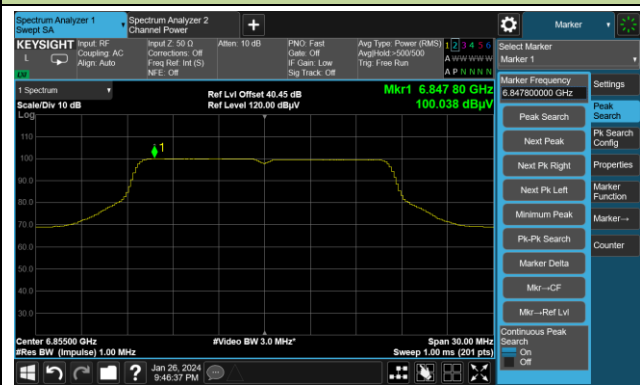 Spectrum Analyzer 1
Swept SA
Spectrum Analyzer 2
Channel Power
Marker
KEYSIGHT
L
LXI
Input: RF
Coupling: AC
Align: Auto
Input Z: 50 Ω
Corrections: Off
Freq Ref: Int (S)
NFE: Off
Atten: 10 dB
PNO: Fast
Gate: Off
IF Gain: Low
Sig Track: Off
Avg Type: Power (RMS)
Avg|Hold:>500/500
Trig: Free Run
1 2 3 4 5 6
A W W W W W
A P N N N N
Select Marker
Marker 1
1 Spectrum
Scale/Div 10 dB
Log
Ref Lvl Offset 40.45 dB
Ref Level 120.00 dBµV
Mkr1 6.847 80 GHz
100.038 dBµV
1
110
100
90.0
80.0
70.0
60.0
50.0
40.0
30.0
Center 6.85500 GHz
#Res BW (Impulse) 1.00 MHz
#Video BW 3.0 MHz*
Span 30.00 MHz
Sweep 1.00 ms (201 pts)
Marker Frequency
6.847800000 GHz
Peak Search
Next Peak
Next Pk Right
Next Pk Left
Minimum Peak
Pk-Pk Search
Marker Delta
Mkr→CF
Mkr→Ref Lvl
Continuous Peak
Search
On
Off
Settings
Peak
Search
Pk Search
Config
Properties
Marker
Function
Marker→
Counter
Jan 26, 2024
9:46:37 PM